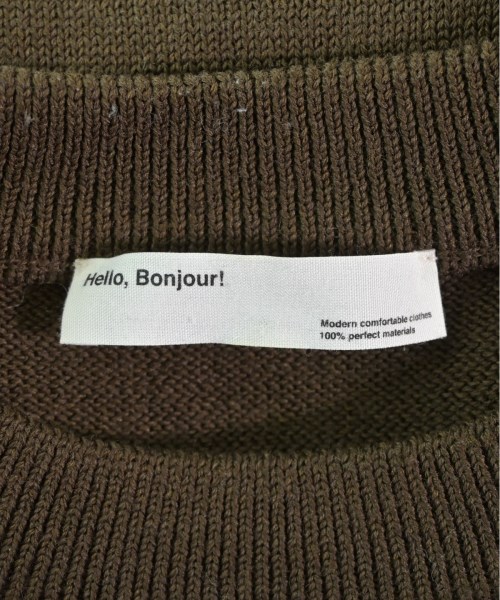 Hello, Bonjour!
Modern comfortable clothes
100% perfect materials